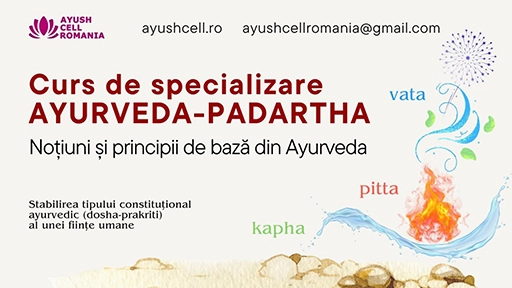 AYUSH
CELL
ROMANIA
ayushcell.ro
ayushcellromania@gmail.com
Curs de specializare
AYURVEDA-PADARTHA
Noțiuni și principii de bază din Ayurveda
vata
pitta
kapha
Stabilirea tipului constituțional
ayurvedic (dosha-prakriti)
al unei ființe umane